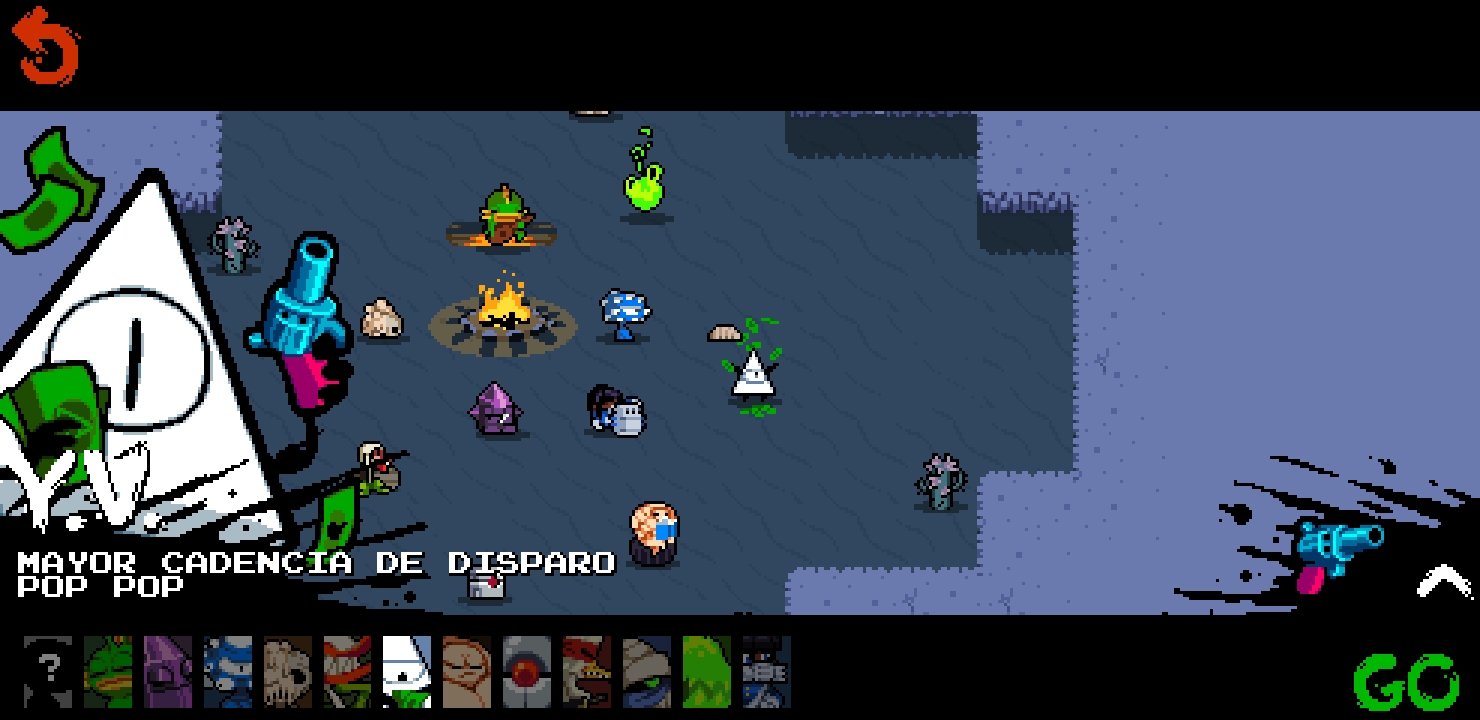 Y.V.
MAYOR CADENCIA DE DISPARO
POP POP
?
GO